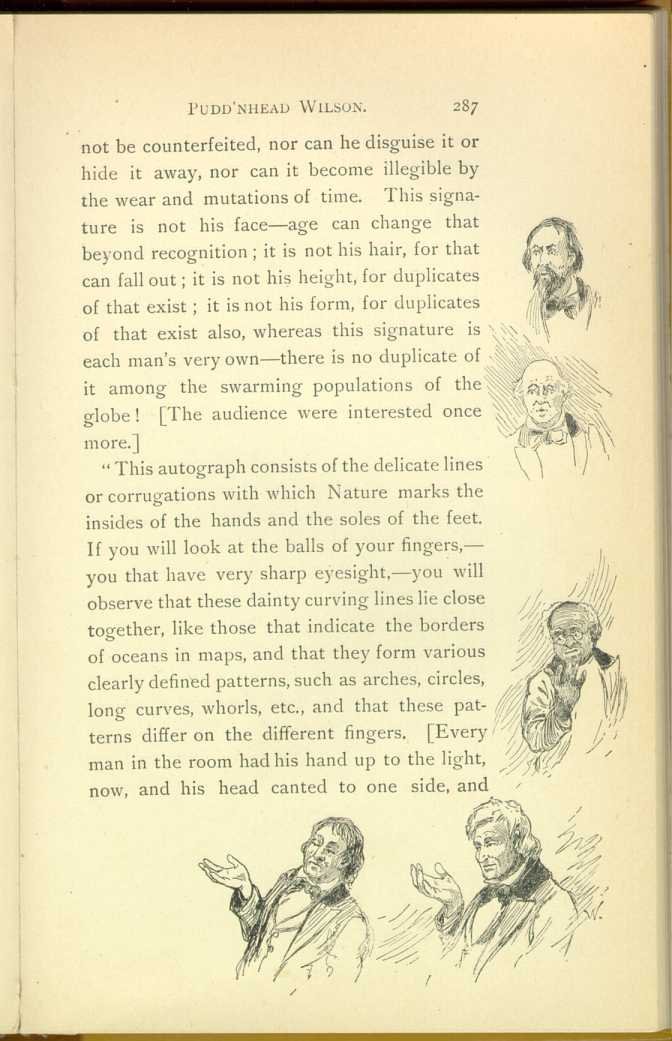 PUDD'NHEAD WILSON. 287
not be counterfeited, nor can he disguise it or
hide it away, nor can it become illegible by
the wear and mutations of time. This signa-
ture is not his face—age can change that
beyond recognition ; it is not his hair, for that
can fall out ; it is not his height, for duplicates
of that exist ; it is not his form, for duplicates
of that exist also, whereas this signature is
each man's very own—there is no duplicate of
it among the swarming populations of the
globe ! [The audience were interested once
more.]
“ This autograph consists of the delicate lines
or corrugations with which Nature marks the
insides of the hands and the soles of the feet.
If you will look at the balls of your fingers,—
you that have very sharp eyesight,—you will
observe that these dainty curving lines lie close
together, like those that indicate the borders
of oceans in maps, and that they form various
clearly defined patterns, such as arches, circles,
long curves, whorls, etc., and that these pat-
terns differ on the different fingers. [Every
man in the room had his hand up to the light,
now, and his head canted to one side, and
W.